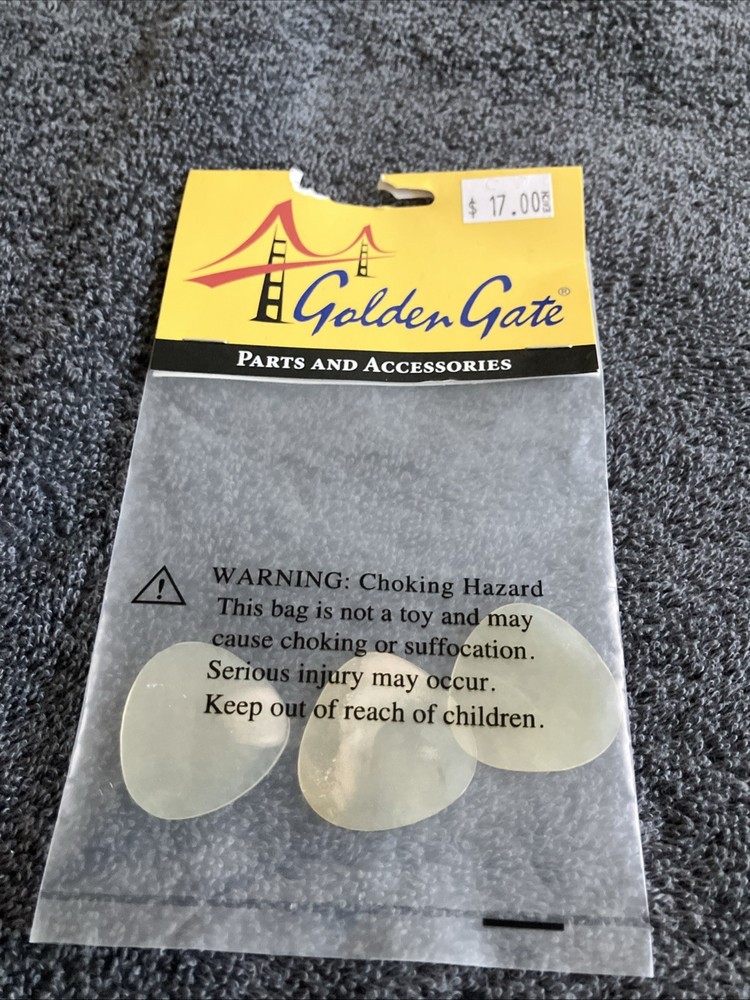 $ 17.00
Golden Gate®
PARTS AND ACCESSORIES
WARNING: Choking Hazard
This bag is not a toy and may
cause choking or suffocation.
Serious injury may occur.
Keep out of reach of children.